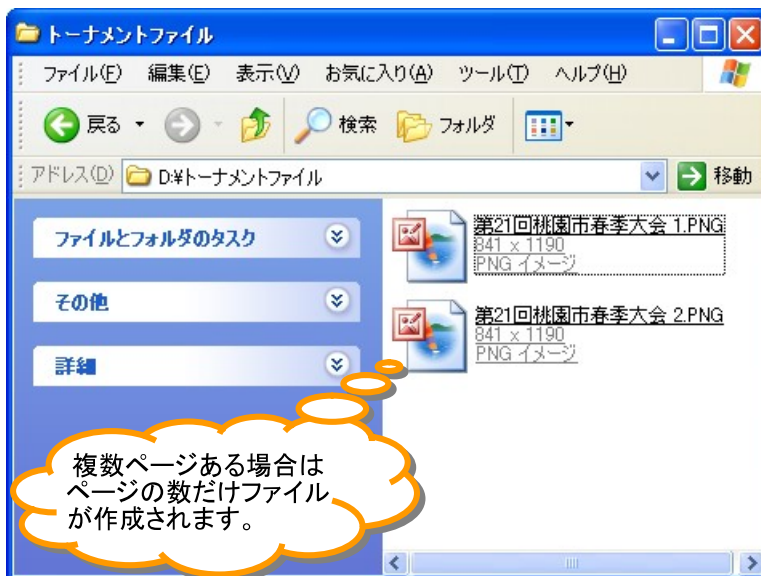 トーナメントファイル
ファイル(F) 編集(E) 表示(V) お気に入り(A) ツール(T) ヘルプ(H)
戻る 検索 フォルダ
アドレス(D) D:¥トーナメントファイル 移動
ファイルとフォルダのタスク
その他
詳細
第21回桃園市春季大会 1.PNG
841 x 1190
PNG イメージ
第21回桃園市春季大会 2.PNG
841 x 1190
PNG イメージ
複数ページある場合は
ページの数だけファイル
が作成されます。